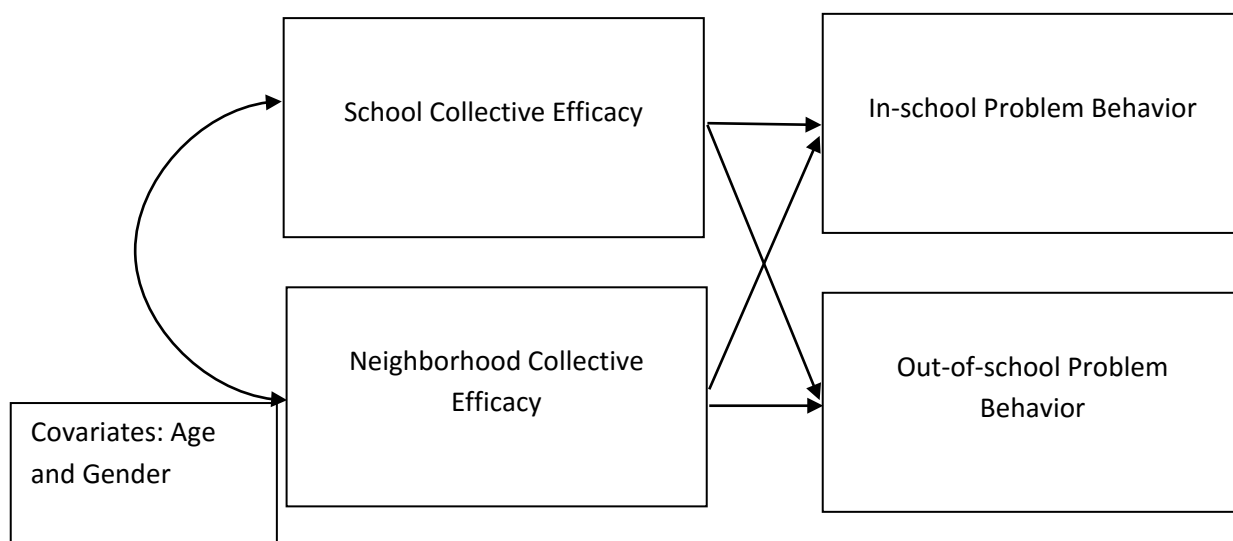 School Collective Efficacy
In-school Problem Behavior
Neighborhood Collective
Efficacy
Out-of-school Problem
Behavior
Covariates: Age
and Gender